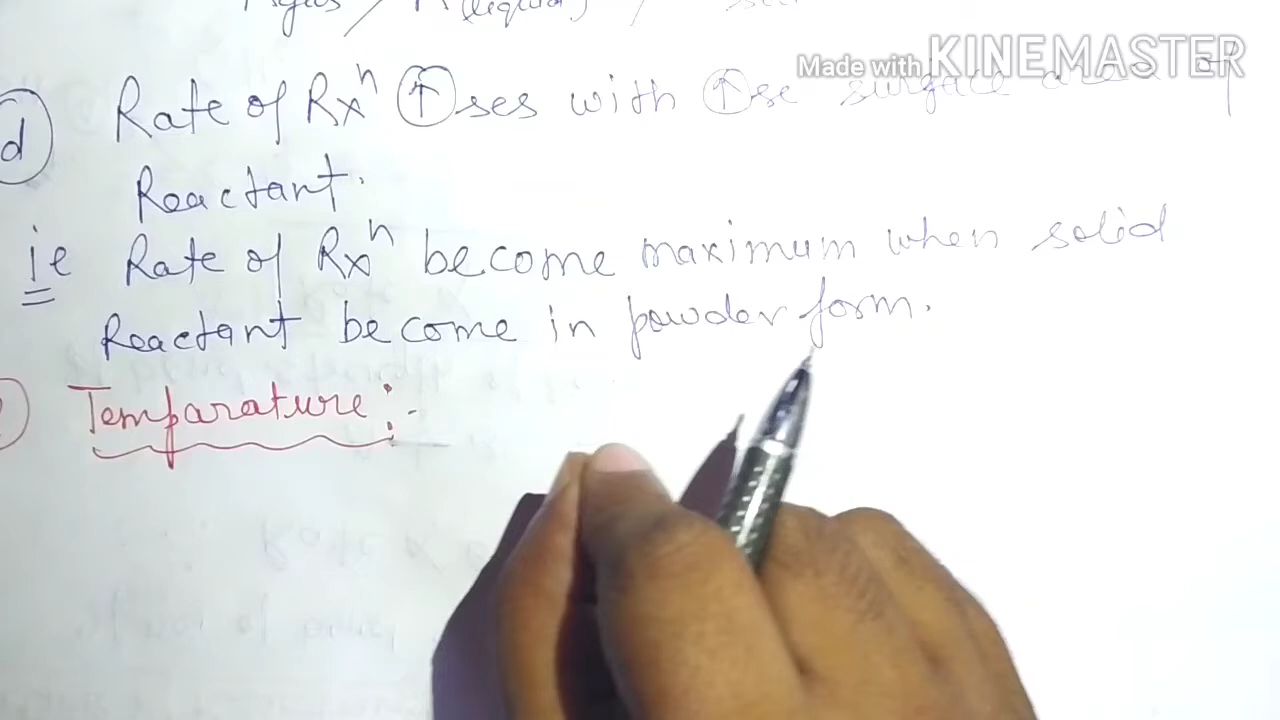 Made with KINEMASTER
d Rate of Rxⁿ ↑ses with ↑se surface area of
Reactant.
ie Rate of Rxⁿ become maximum when solid
Reactant become in powder form.
Temparature:-